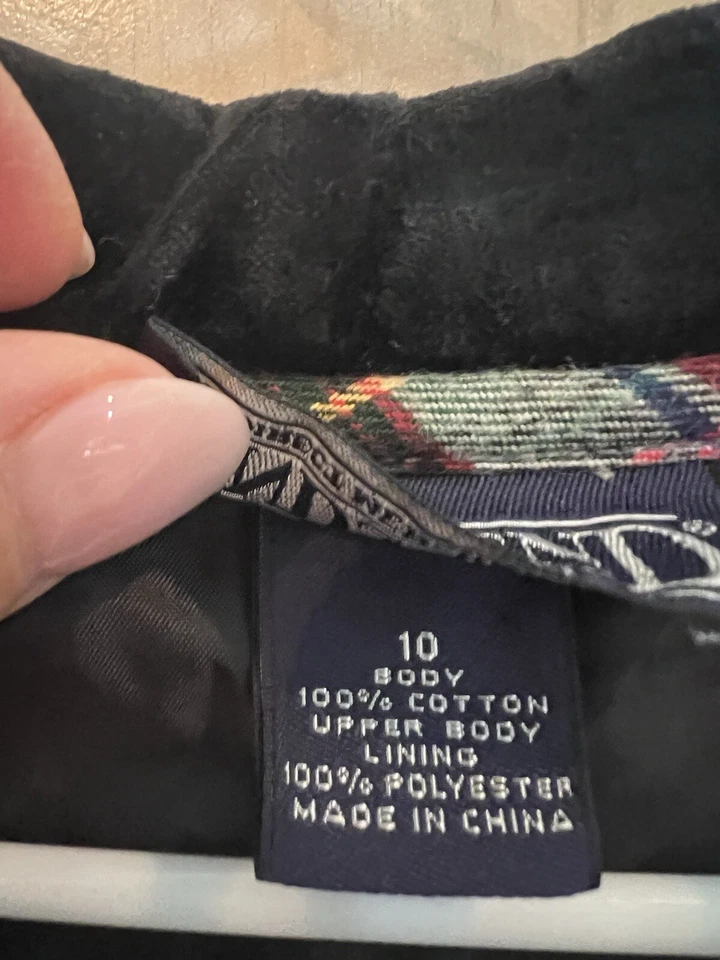 10
BODY
100% COTTON
UPPER BODY
LINING
100% POLYESTER
MADE IN CHINA